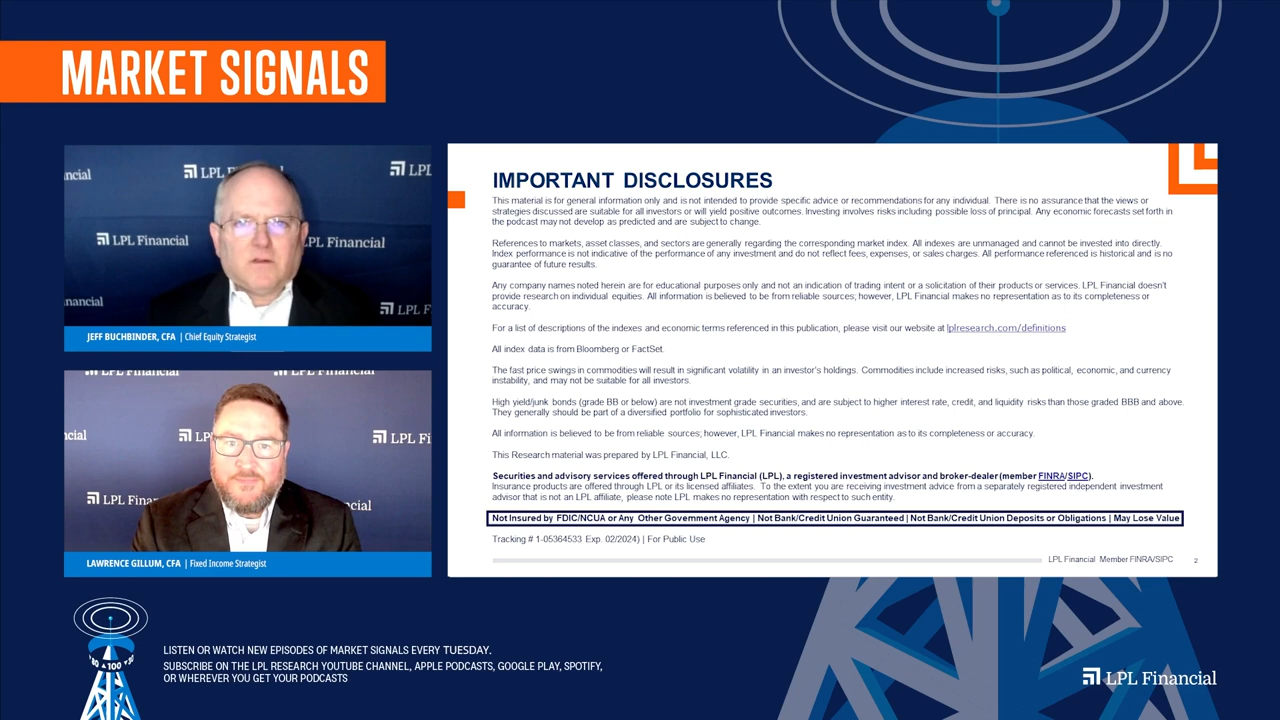 MARKET SIGNALS
ncial
LPL F
LPL
LPL Financial
PL Financial
nancial
LPL F
JEFF BUCHBINDER, CFA | Chief Equity Strategist
LPL Financial
LPL Financial
cial
LPL
LPL Fi
LPL Financial
LAWRENCE GILLUM, CFA | Fixed Income Strategist
IMPORTANT DISCLOSURES
This material is for general information only and is not intended to provide specific advice or recommendations for any individual. There is no assurance that the views or
strategies discussed are suitable for all investors or will yield positive outcomes. Investing involves risks including possible loss of principal. Any economic forecasts set forth in
the podcast may not develop as predicted and are subject to change.
References to markets, asset classes, and sectors are generally regarding the corresponding market index. All indexes are unmanaged and cannot be invested into directly.
Index performance is not indicative of the performance of any investment and do not reflect fees, expenses, or sales charges. All performance referenced is historical and is no
guarantee of future results.
Any company names noted herein are for educational purposes only and not an indication of trading intent or a solicitation of their products or services. LPL Financial doesn't
provide research on individual equities. All information is believed to be from reliable sources; however, LPL Financial makes no representation as to its completeness or
accuracy.
For a list of descriptions of the indexes and economic terms referenced in this publication, please visit our website at lplresearch.com/definitions
All index data is from Bloomberg or FactSet.
The fast price swings in commodities will result in significant volatility in an investor's holdings. Commodities include increased risks, such as political, economic, and currency
instability, and may not be suitable for all investors.
High yield/junk bonds (grade BB or below) are not investment grade securities, and are subject to higher interest rate, credit, and liquidity risks than those graded BBB and above.
They generally should be part of a diversified portfolio for sophisticated investors.
All information is believed to be from reliable sources; however, LPL Financial makes no representation as to its completeness or accuracy.
This Research material was prepared by LPL Financial, LLC.
Securities and advisory services offered through LPL Financial (LPL), a registered investment advisor and broker-dealer (member FINRA/SIPC).
Insurance products are offered through LPL or its licensed affiliates. To the extent you are receiving investment advice from a separately registered independent investment
advisor that is not an LPL affiliate, please note LPL makes no representation with respect to such entity.
Not Insured by FDIC/NCUA or Any Other Government Agency | Not Bank/Credit Union Guaranteed | Not Bank/Credit Union Deposits or Obligations | May Lose Value
Tracking # 1-05364533 Exp. 02/2024) | For Public Use
LPL Financial Member FINRA/SIPC
2
80 100
LISTEN OR WATCH NEW EPISODES OF MARKET SIGNALS EVERY TUESDAY.
SUBSCRIBE ON THE LPL RESEARCH YOUTUBE CHANNEL, APPLE PODCASTS, GOOGLE PLAY, SPOTIFY,
OR WHEREVER YOU GET YOUR PODCASTS
LPL Financial